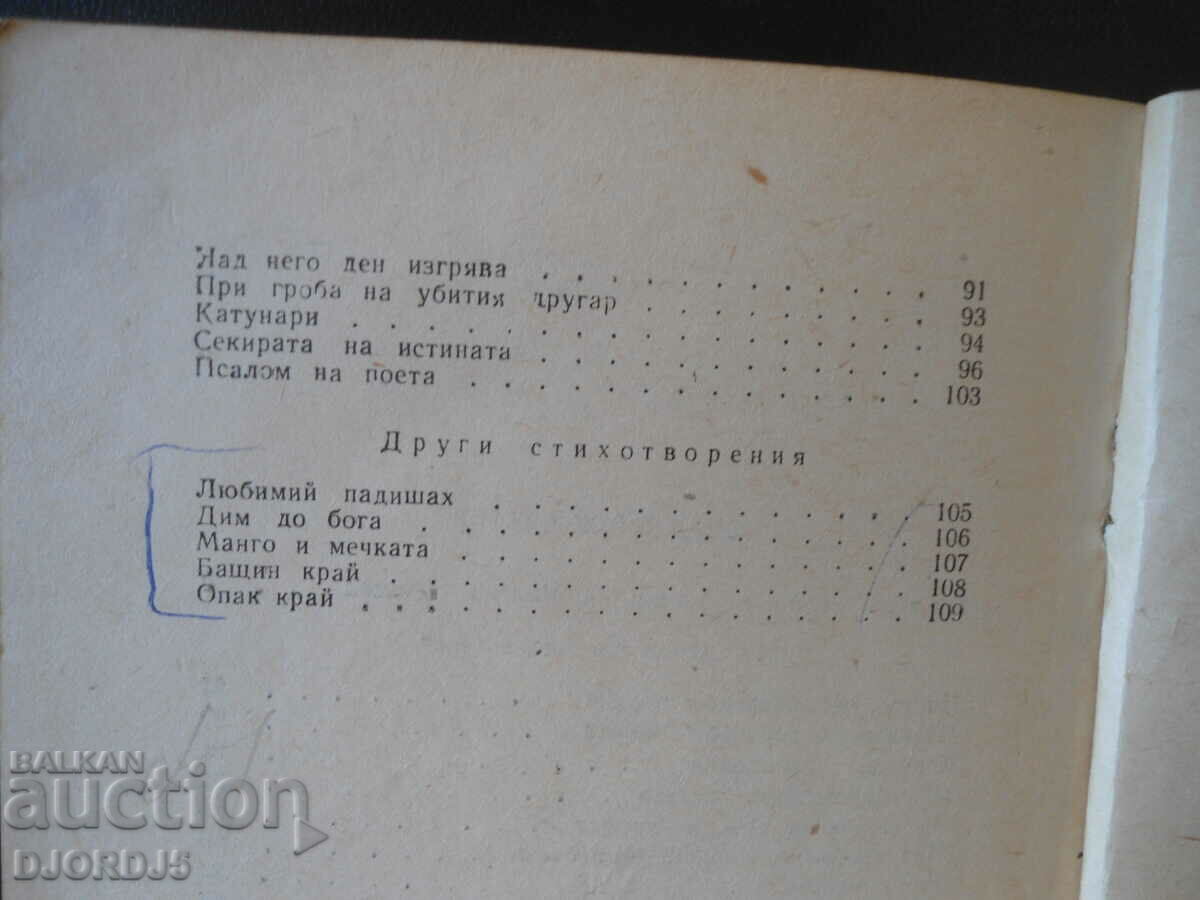 Над него ден изгрява . . . . . . . . . . . 91
При гроба на убития другар . . . . . . . . 93
Катунари . . . . . . . . . . . . . . . 94
Секирата на истината . . . . . . . . . . . 96
Псалом на поета . . . . . . . . . . . . . 103
Други стихотворения
Любимий падишах . . . . . . . . . . . . 105
Дим до бога . . . . . . . . . . . . . . 106
Манго и мечката . . . . . . . . . . . . . 107
Бащин край . . . . . . . . . . . . . . 108
Опак край . . . . . . . . . . . . . . . 109
BALKAN
auction
DJORDJ5